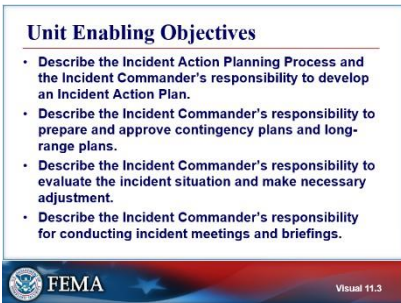 Unit Enabling Objectives
• Describe the Incident Action Planning Process and
the Incident Commander's responsibility to develop
an Incident Action Plan.
• Describe the Incident Commander's responsibility to
prepare and approve contingency plans and long-
range plans.
• Describe the Incident Commander's responsibility to
evaluate the incident situation and make necessary
adjustment.
• Describe the Incident Commander's responsibility
for conducting incident meetings and briefings.
FEMA
Visual 11.3